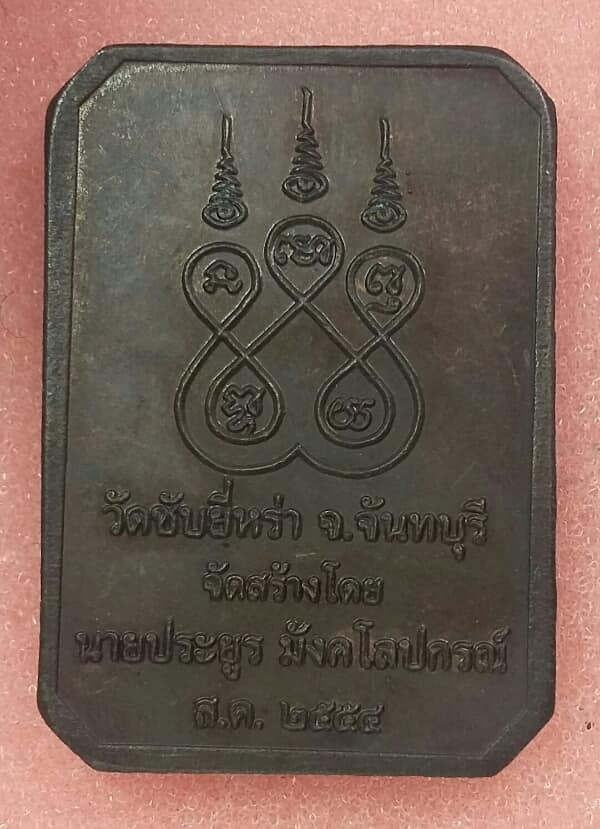 วัดชับยี่หร่า จ.จันทบุรี
จัดสร้างโดย
นายประยูร มังคโลปกรณ์
ส.ค. ๒๕๕๔